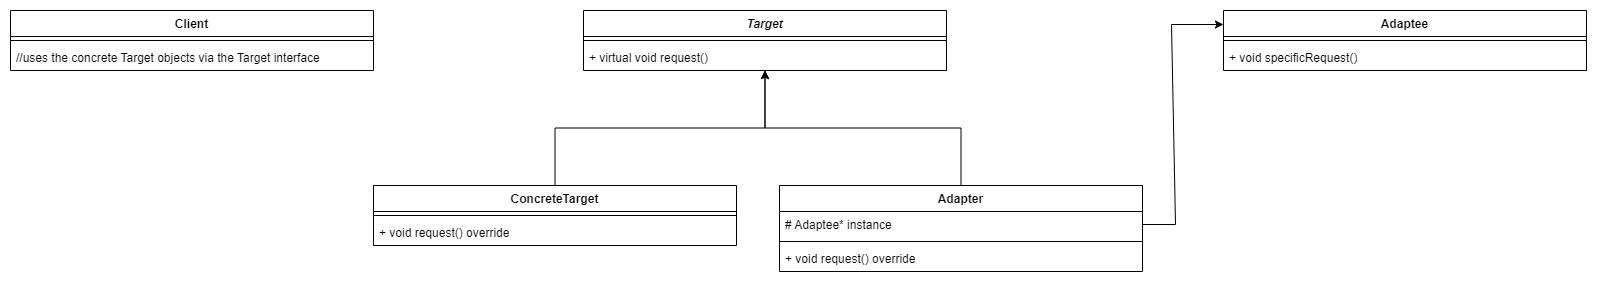 Client
//uses the concrete Target objects via the Target interface
Target
+ virtual void request()
Adaptee
+ void specificRequest()
ConcreteTarget
+ void request() override
Adapter
# Adaptee* instance
+ void request() override